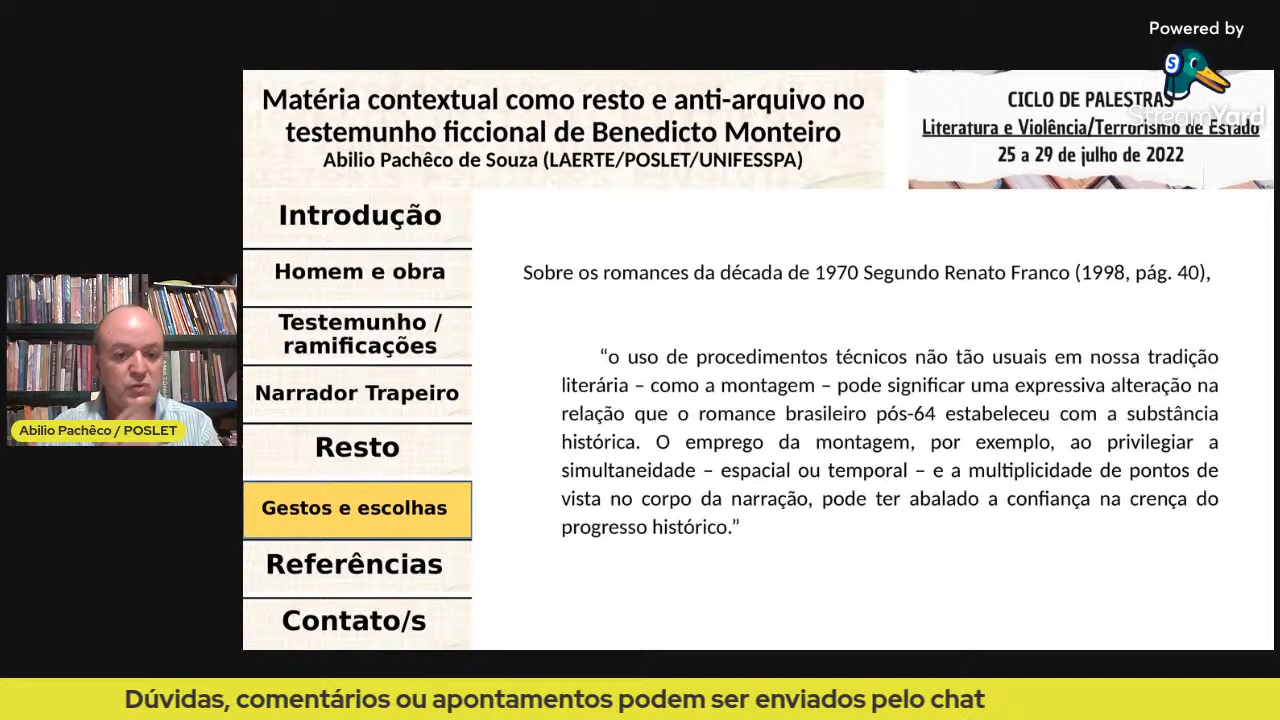 Powered by
StreamYard
Matéria contextual como resto e anti-arquivo no
testemunho ficcional de Benedicto Monteiro
Abilio Pachêco de Souza (LAERTE/POSLET/UNIFESSPA)
CICLO DE PALESTRAS
Literatura e Violência/Terrorismo de Estado
25 a 29 de julho de 2022
Introdução
Homem e obra
Testemunho /
ramificações
Narrador Trapeiro
Resto
Gestos e escolhas
Referências
Contato/s
Sobre os romances da década de 1970 Segundo Renato Franco (1998, pág. 40),
“o uso de procedimentos técnicos não tão usuais em nossa tradição
literária – como a montagem – pode significar uma expressiva alteração na
relação que o romance brasileiro pós-64 estabeleceu com a substância
histórica. O emprego da montagem, por exemplo, ao privilegiar a
simultaneidade – espacial ou temporal – e a multiplicidade de pontos de
vista no corpo da narração, pode ter abalado a confiança na crença do
progresso histórico.”
Abilio Pachêco / POSLET
Dúvidas, comentários ou apontamentos podem ser enviados pelo chat